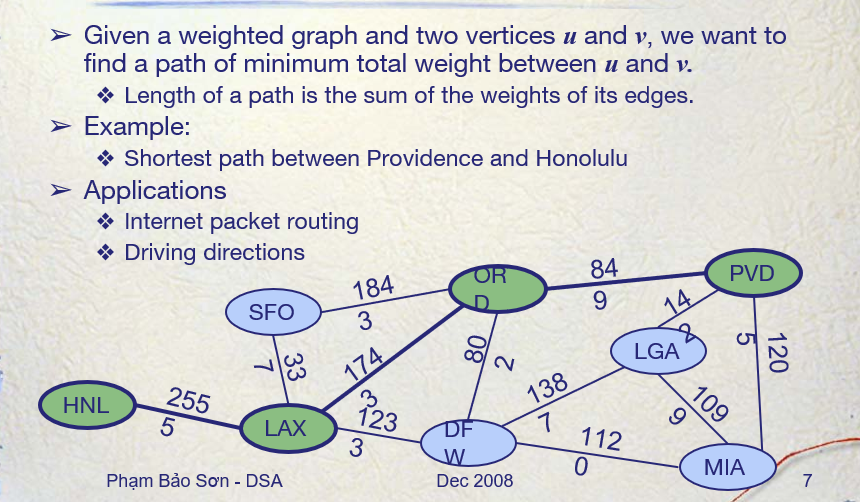 ➢ Given a weighted graph and two vertices u and v, we want to
find a path of minimum total weight between u and v.
❖ Length of a path is the sum of the weights of its edges.
➢ Example:
❖ Shortest path between Providence and Honolulu
➢ Applications
❖ Internet packet routing
❖ Driving directions
SFO
184
3
OR
D
84
9
PVD
14
2
LGA
120
5
33
7
174
3
80
2
HNL
255
5
LAX
123
3
DF
W
138
7
109
9
112
0
MIA
Phạm Bảo Sơn - DSA
Dec 2008
7